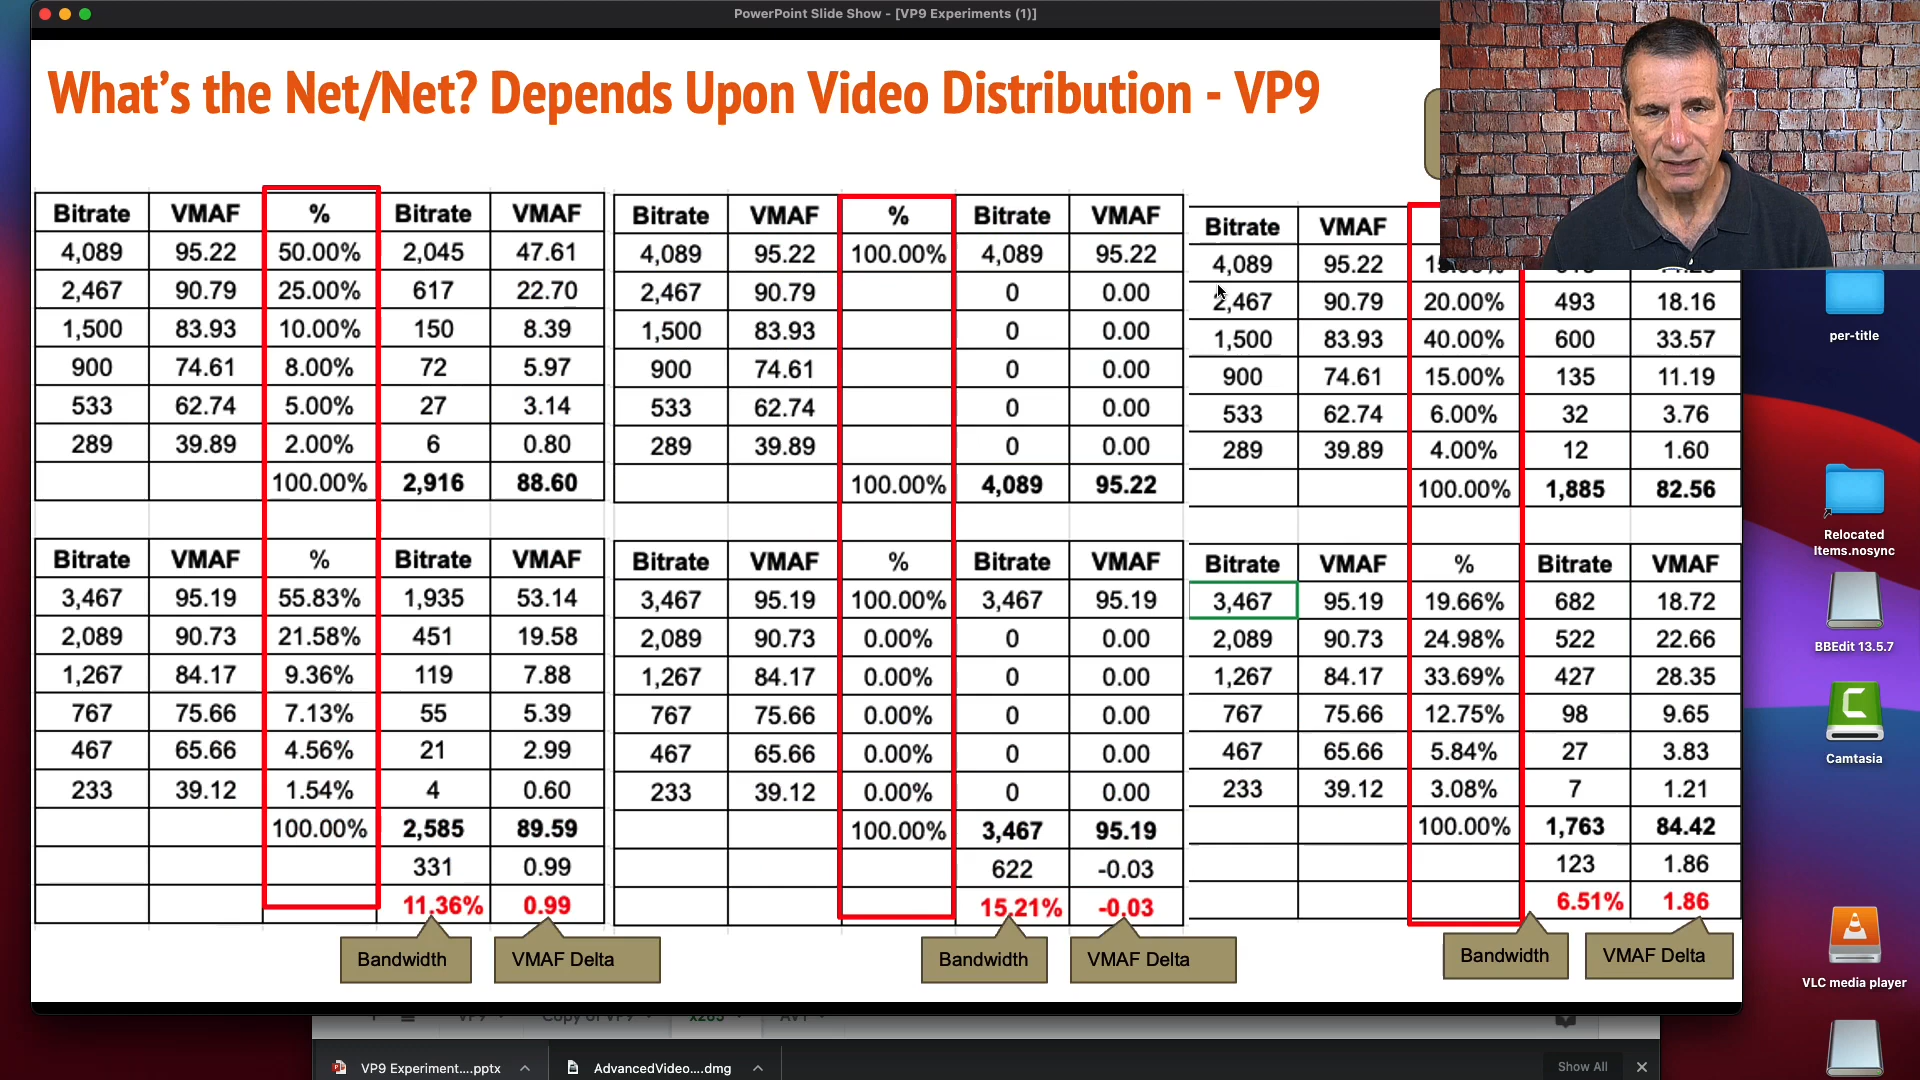 PowerPoint Slide Show - [VP9 Experiments (1)]
What's the Net/Net? Depends Upon Video Distribution - VP9
Bitrate VMAF % Bitrate VMAF
4,089 95.22 50.00% 2,045 47.61
2,467 90.79 25.00% 617 22.70
1,500 83.93 10.00% 150 8.39
900 74.61 8.00% 72 5.97
533 62.74 5.00% 27 3.14
289 39.89 2.00% 6 0.80
100.00% 2,916 88.60
Bitrate VMAF % Bitrate VMAF
3,467 95.19 55.83% 1,935 53.14
2,089 90.73 21.58% 451 19.58
1,267 84.17 9.36% 119 7.88
767 75.66 7.13% 55 5.39
467 65.66 4.56% 21 2.99
233 39.12 1.54% 4 0.60
100.00% 2,585 89.59
331 0.99
11.36% 0.99
Bandwidth VMAF Delta
Bitrate VMAF % Bitrate VMAF
4,089 95.22 100.00% 4,089 95.22
2,467 90.79 0 0.00
1,500 83.93 0 0.00
900 74.61 0 0.00
533 62.74 0 0.00
289 39.89 0 0.00
100.00% 4,089 95.22
Bitrate VMAF % Bitrate VMAF
3,467 95.19 100.00% 3,467 95.19
2,089 90.73 0.00% 0 0.00
1,267 84.17 0.00% 0 0.00
767 75.66 0.00% 0 0.00
467 65.66 0.00% 0 0.00
233 39.12 0.00% 0 0.00
100.00% 3,467 95.19
622 -0.03
15.21% -0.03
Bandwidth VMAF Delta
Bitrate VMAF
4,089 95.22
2,467 90.79 20.00% 493 18.16
1,500 83.93 40.00% 600 33.57
900 74.61 15.00% 135 11.19
533 62.74 6.00% 32 3.76
289 39.89 4.00% 12 1.60
100.00% 1,885 82.56
Bitrate VMAF % Bitrate VMAF
3,467 95.19 19.66% 682 18.72
2,089 90.73 24.98% 522 22.66
1,267 84.17 33.69% 427 28.35
767 75.66 12.75% 98 9.65
467 65.66 5.84% 27 3.83
233 39.12 3.08% 7 1.21
100.00% 1,763 84.42
123 1.86
6.51% 1.86
Bandwidth VMAF Delta
per-title
Relocated
Items.nosync
BBEdit 13.5.7
Camtasia
VLC media player
VP9 Experiment....pptx
AdvancedVideo....dmg
Show All